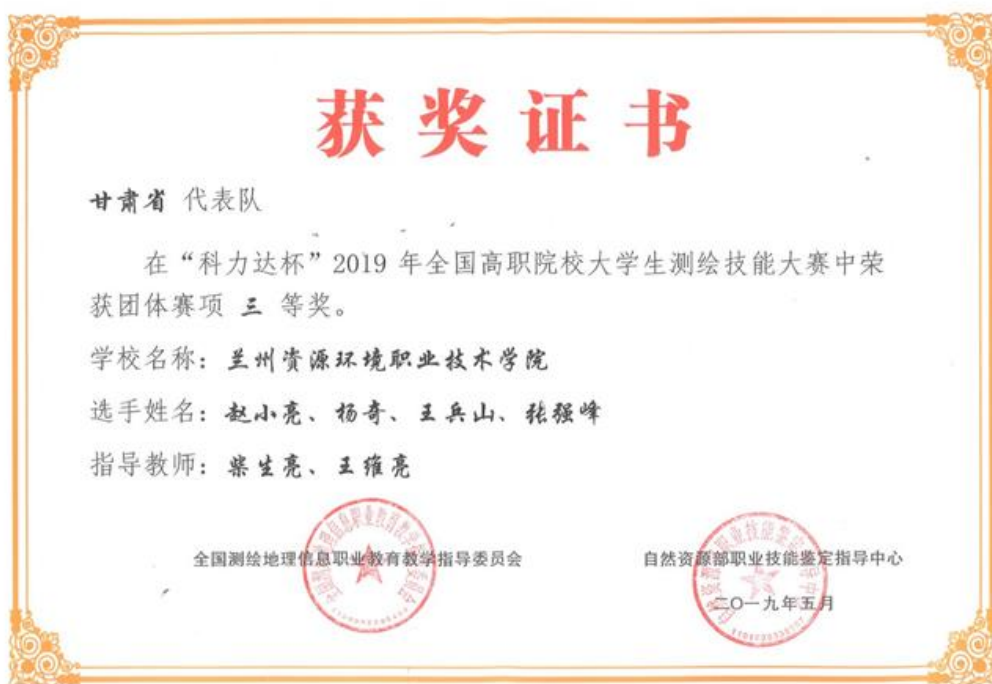 获奖证书
甘肃省 代表队
在“科力达杯”2019 年全国高职院校大学生测绘技能大赛中荣
获团体赛项 三 等奖。
学校名称：兰州资源环境职业技术学院
选手姓名：赵小亮、杨奇、王兵山、张强峰
指导教师：柴生亮、王维亮
全国测绘地理信息职业教育教学指导委员会
自然资源部职业技能鉴定指导中心
二〇一九年五月